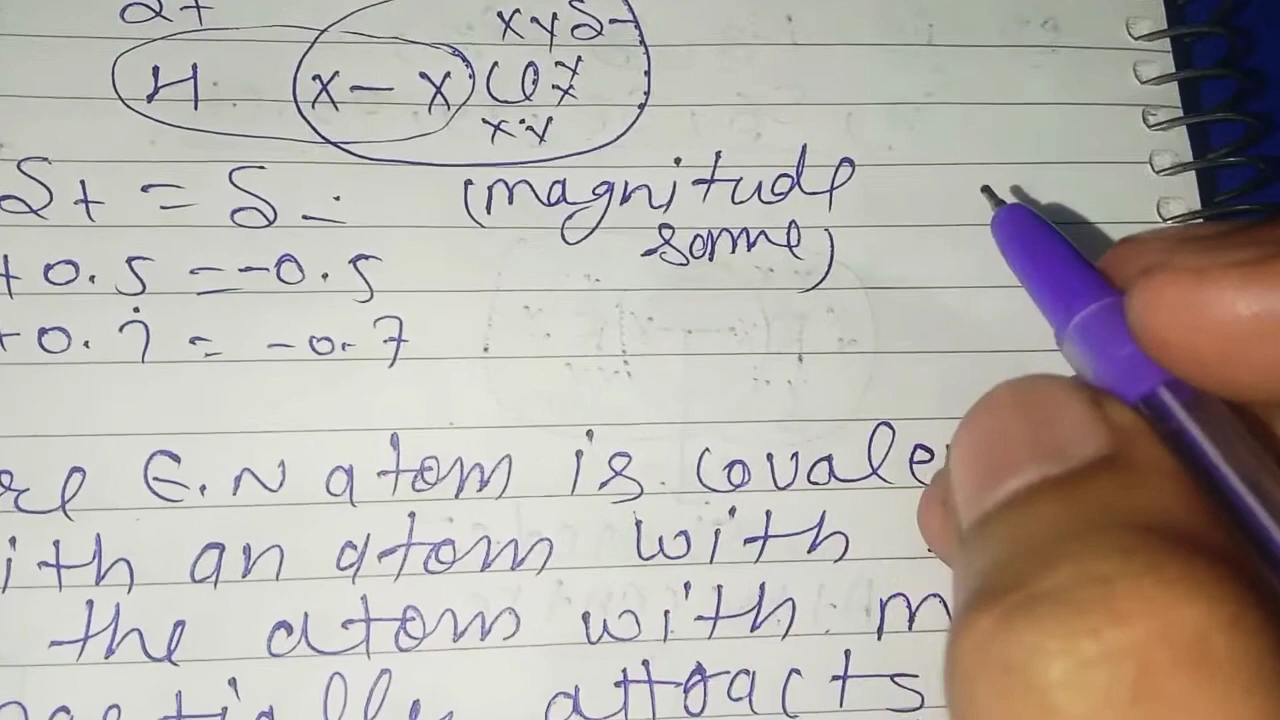 δ+
x x δ-
H x — x Cl x
x x
δ+ = δ- (magnitude
same)
+0.5 = -0.5
+0.7 = -0.7
E.N atom is covale
ith an atom with
the atom with m
attracts